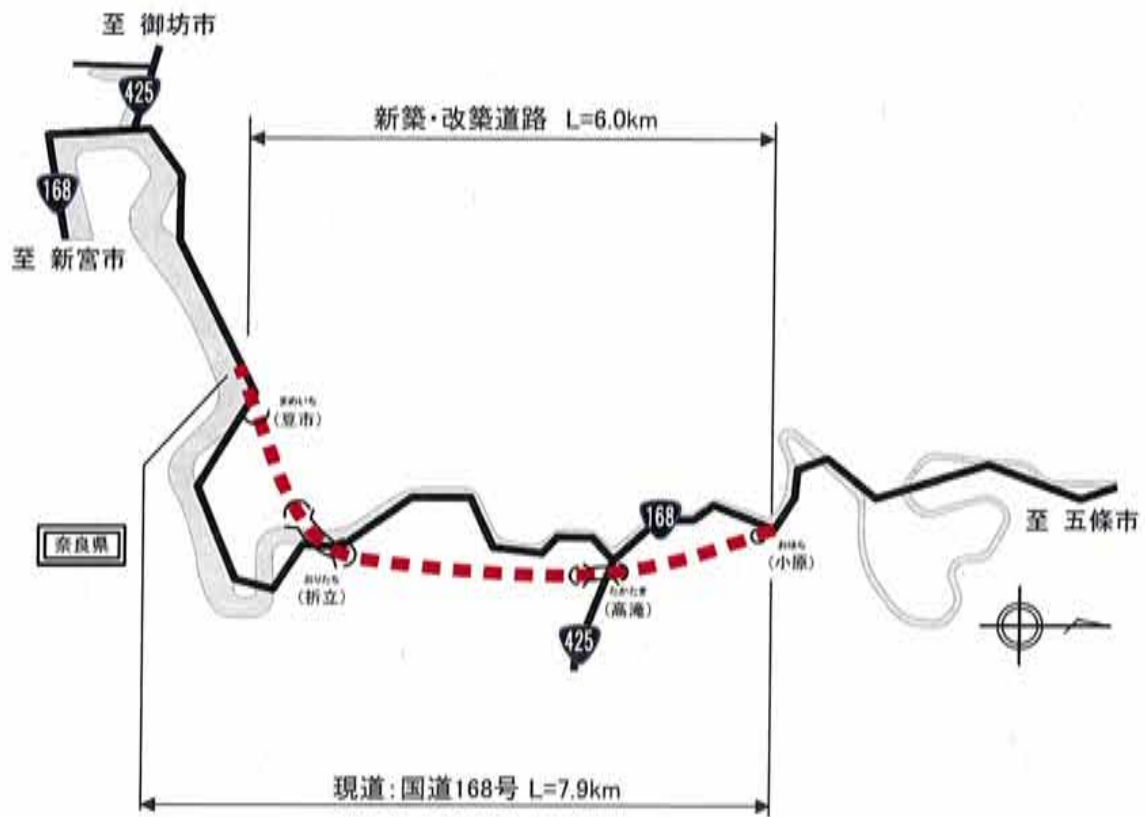 至 御坊市
425
新築・改築道路 L=6.0km
168
至 新宮市
まめいち
(豆市)
168
至 五條市
奈良県
おはら
(小原)
おりたち
(折立)
たかたき
(高滝)
425
現道:国道168号 L=7.9km